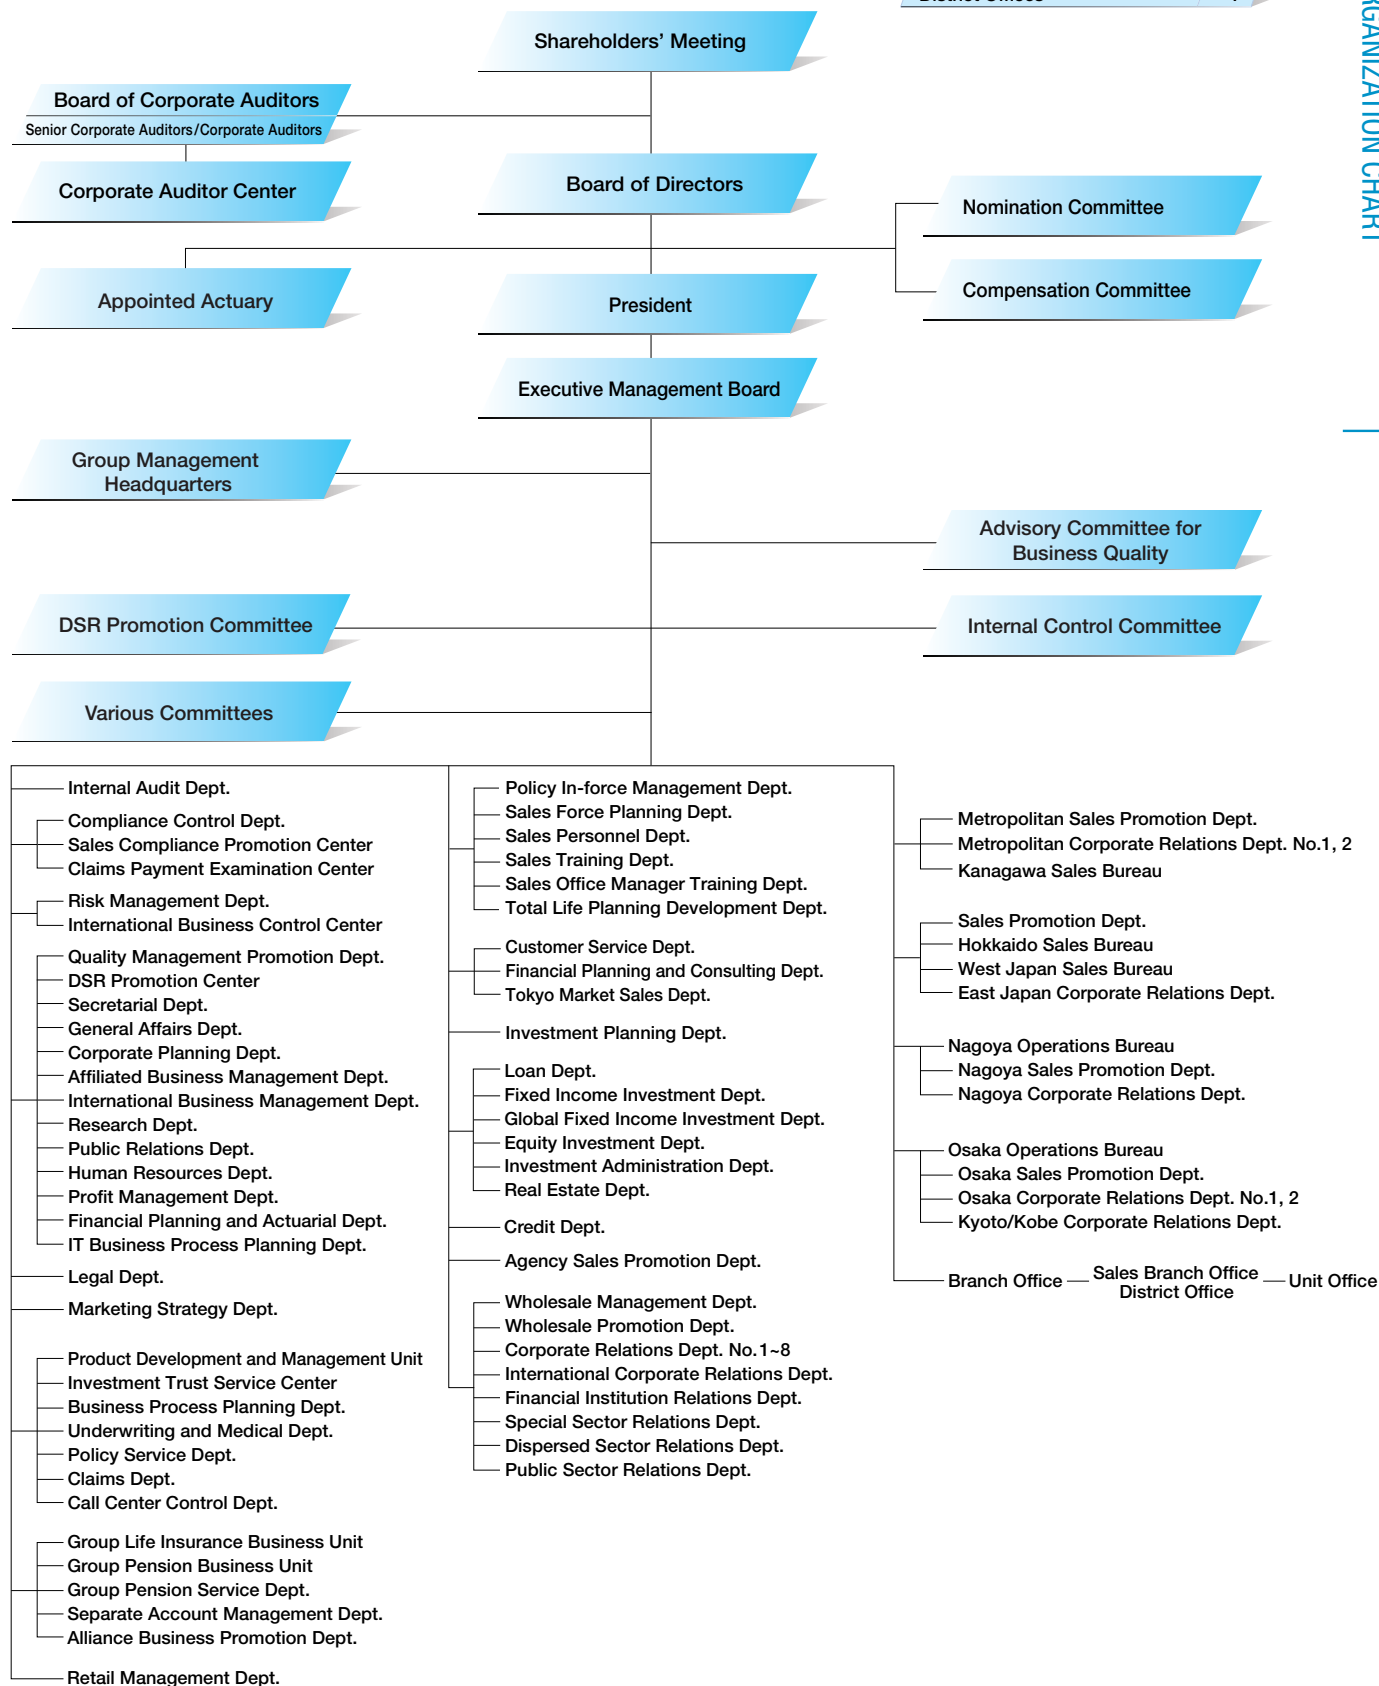 Shareholders’ Meeting
Board of Corporate Auditors
Senior Corporate Auditors/Corporate Auditors
Corporate Auditor Center
Board of Directors
Nomination Committee
Compensation Committee
Appointed Actuary
President
Executive Management Board
Group Management
Headquarters
Advisory Committee for
Business Quality
DSR Promotion Committee
Internal Control Committee
Various Committees
Internal Audit Dept.
Compliance Control Dept.
Sales Compliance Promotion Center
Claims Payment Examination Center
Risk Management Dept.
International Business Control Center
Quality Management Promotion Dept.
DSR Promotion Center
Secretarial Dept.
General Affairs Dept.
Corporate Planning Dept.
Affiliated Business Management Dept.
International Business Management Dept.
Research Dept.
Public Relations Dept.
Human Resources Dept.
Profit Management Dept.
Financial Planning and Actuarial Dept.
IT Business Process Planning Dept.
Legal Dept.
Marketing Strategy Dept.
Product Development and Management Unit
Investment Trust Service Center
Business Process Planning Dept.
Underwriting and Medical Dept.
Policy Service Dept.
Claims Dept.
Call Center Control Dept.
Group Life Insurance Business Unit
Group Pension Business Unit
Group Pension Service Dept.
Separate Account Management Dept.
Alliance Business Promotion Dept.
Retail Management Dept.
Policy In-force Management Dept.
Sales Force Planning Dept.
Sales Personnel Dept.
Sales Training Dept.
Sales Office Manager Training Dept.
Total Life Planning Development Dept.
Customer Service Dept.
Financial Planning and Consulting Dept.
Tokyo Market Sales Dept.
Investment Planning Dept.
Loan Dept.
Fixed Income Investment Dept.
Global Fixed Income Investment Dept.
Equity Investment Dept.
Investment Administration Dept.
Real Estate Dept.
Credit Dept.
Agency Sales Promotion Dept.
Wholesale Management Dept.
Wholesale Promotion Dept.
Corporate Relations Dept. No.1~8
International Corporate Relations Dept.
Financial Institution Relations Dept.
Special Sector Relations Dept.
Dispersed Sector Relations Dept.
Public Sector Relations Dept.
Metropolitan Sales Promotion Dept.
Metropolitan Corporate Relations Dept. No.1, 2
Kanagawa Sales Bureau
Sales Promotion Dept.
Hokkaido Sales Bureau
West Japan Sales Bureau
East Japan Corporate Relations Dept.
Nagoya Operations Bureau
Nagoya Sales Promotion Dept.
Nagoya Corporate Relations Dept.
Osaka Operations Bureau
Osaka Sales Promotion Dept.
Osaka Corporate Relations Dept. No.1, 2
Kyoto/Kobe Corporate Relations Dept.
Branch Office
Sales Branch Office
District Office
Unit Office
CHART